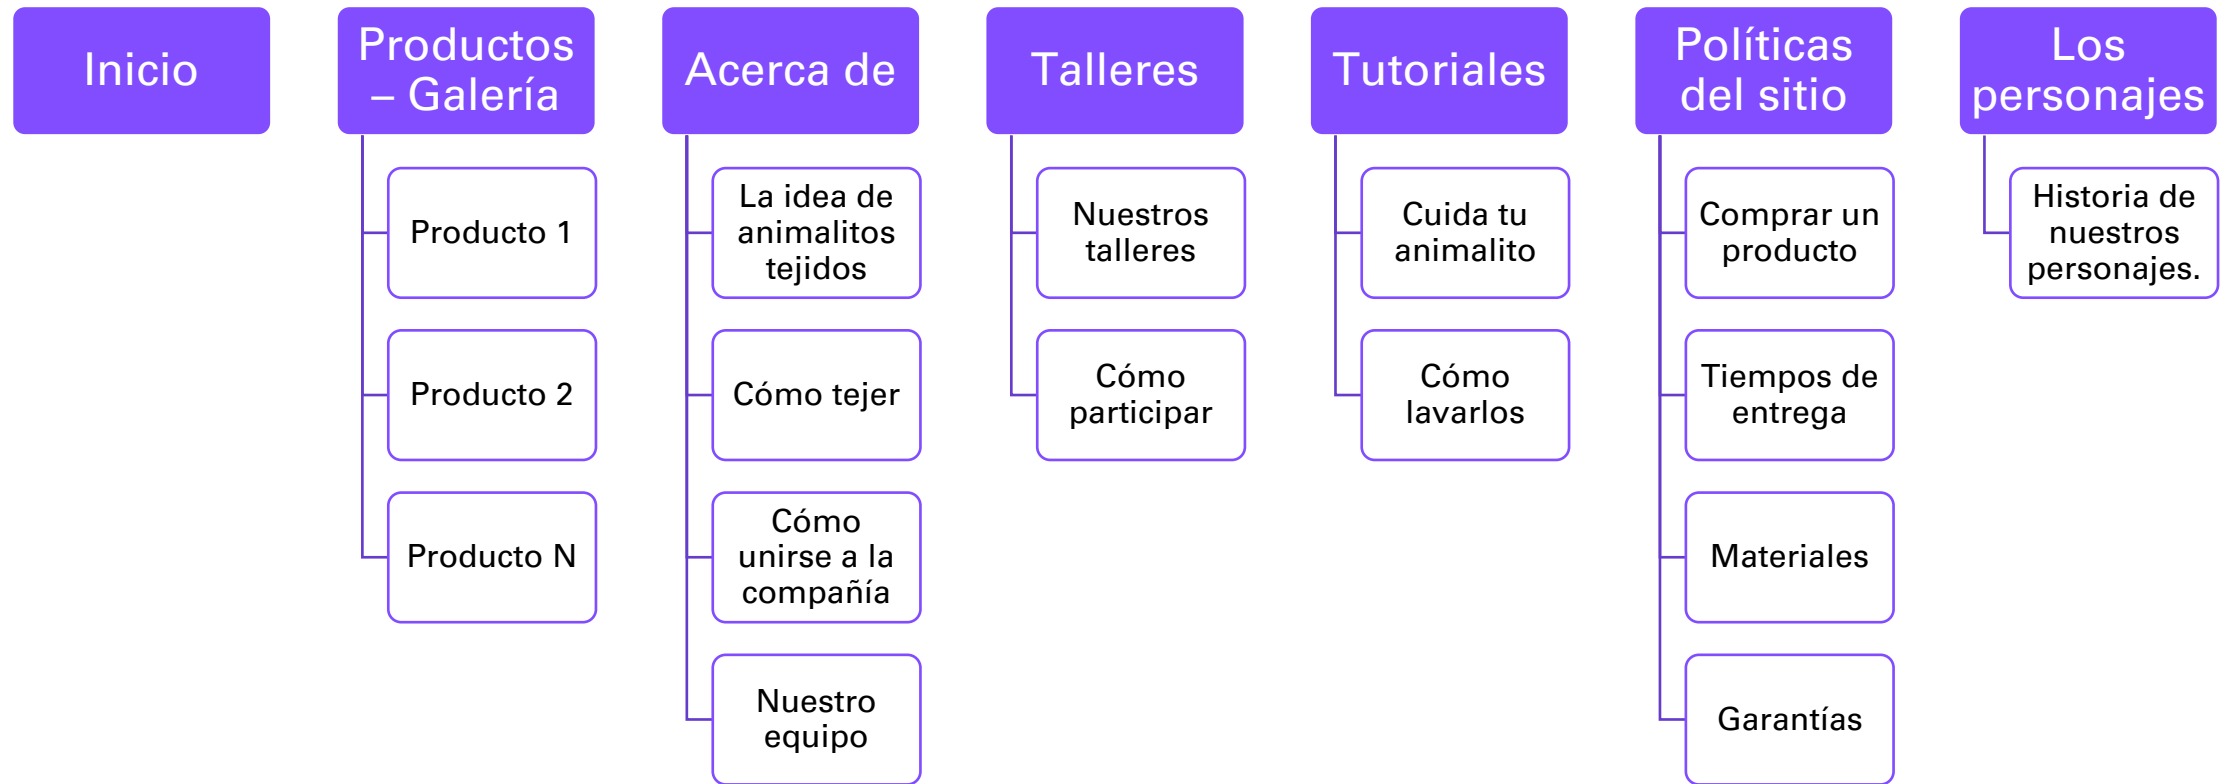 Inicio
Productos
– Galería
Producto 1
Producto 2
Producto N
Acerca de
La idea de
animalitos
tejidos
Cómo tejer
Cómo
unirse a la
compañía
Nuestro
equipo
Talleres
Nuestros
talleres
Cómo
participar
Tutoriales
Cuida tu
animalito
Cómo
lavarlos
Políticas
del sitio
Comprar un
producto
Tiempos de
entrega
Materiales
Garantías
Los
personajes
Historia de
nuestros
personajes.